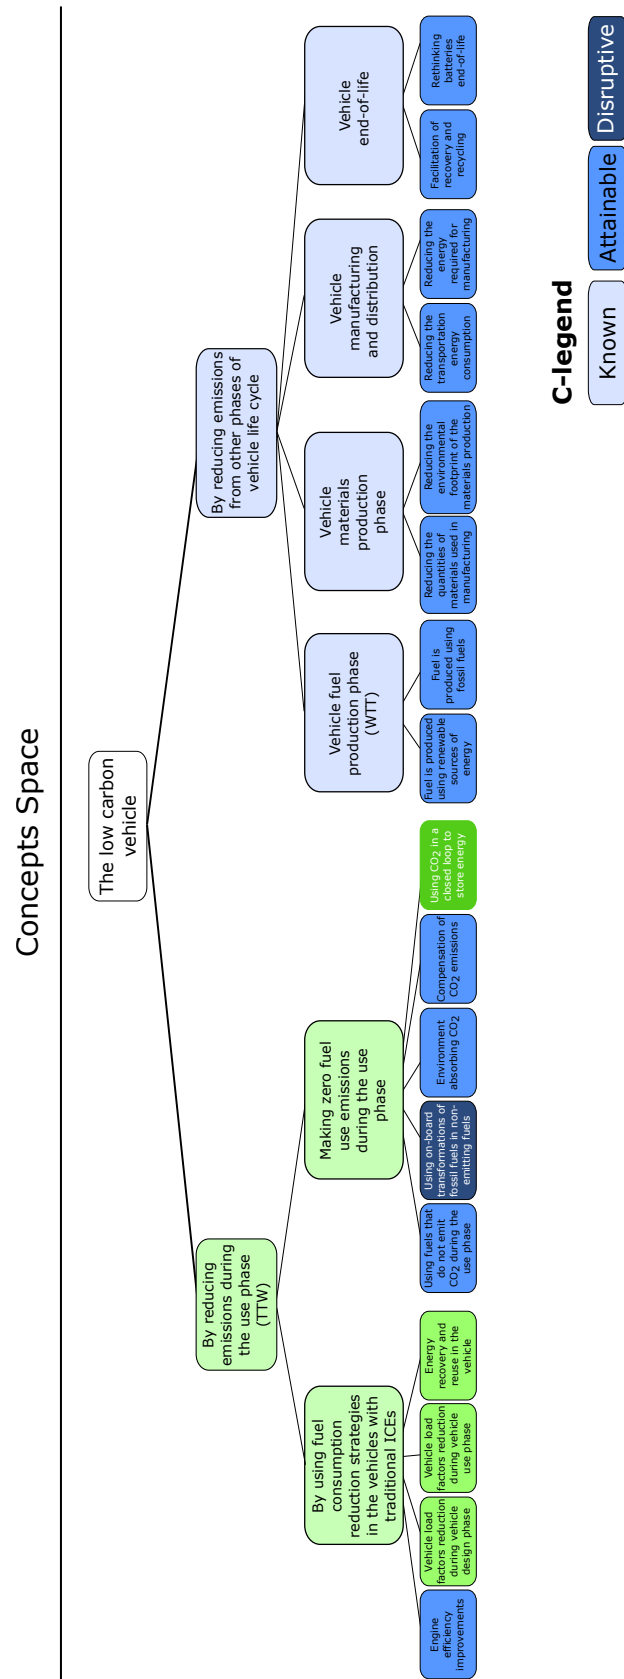 Concepts Space
The low carbon
vehicle
By reducing
emissions during
the use phase
(TTW)
By reducing emissions
from other phases of
vehicle life cycle
By using fuel
consumption
reduction strategies
in the vehicles with
traditional ICEs
Making zero fuel
use emissions
during the use
phase
Vehicle fuel
production phase
(WTT)
Vehicle
materials
production
phase
Vehicle
manufacturing
and distribution
Vehicle
end-of-life
Engine
efficiency
improvements
Vehicle load
factors reduction
during vehicle
design phase
Vehicle load
factors reduction
during vehicle
use phase
Energy
recovery and
reuse in the
vehicle
Using fuels that
do not emit
CO2 during the
use phase
Using on-board
transformations of
fossil fuels in non-
emitting fuels
Environment
absorbing CO2
Compensation of
CO2 emissions
Using CO2 in a
closed loop to
store energy
Fuel is produced
using renewable
sources of
energy
Fuel is
produced using
fossil fuels
Reducing the
quantities of
materials used in
manufacturing
Reducing the
environmental
footprint of the
materials production
Reducing the
transportation
energy
consumption
Reducing the
energy
required for
manufacturing
Facilitation of
recovery and
recycling
Rethinking
batteries
end-of-life
C-legend
Known
Attainable
Disruptive